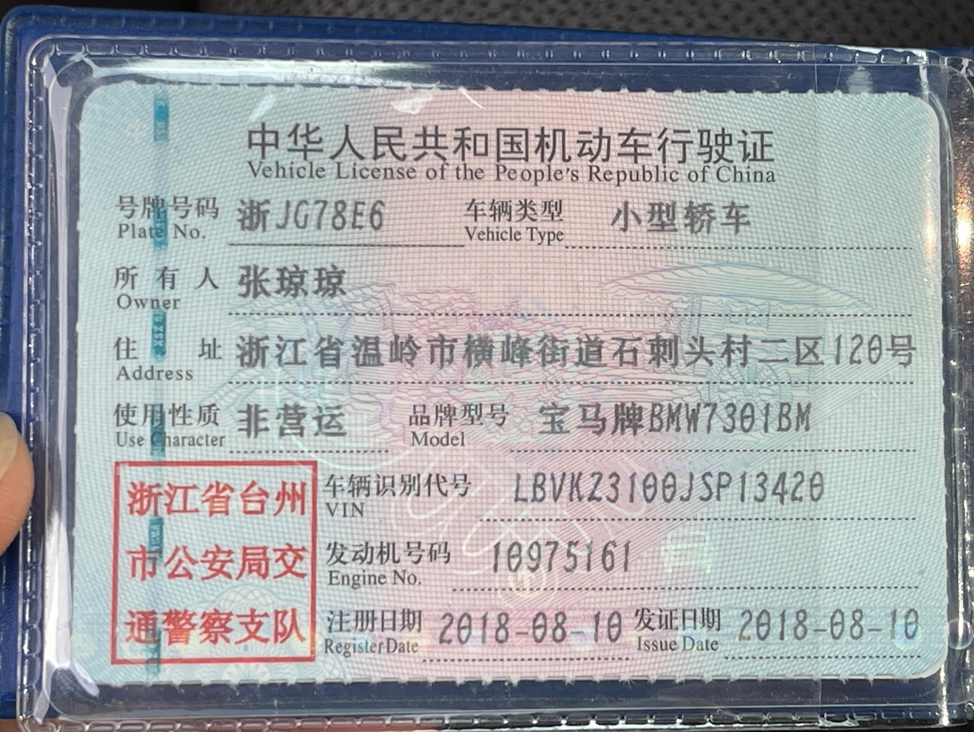 中华人民共和国机动车行驶证
Vehicle License of the People's Republic of China
号牌号码 浙JG78E6 车辆类型 小型轿车
Plate No. Vehicle Type
所有人 张琼琼
Owner
住址 浙江省温岭市横峰街道石刺头村二区120号
Address
使用性质 非营运 品牌型号 宝马牌BMW7301BM
Use Character Model
浙江省台州
市公安局交
通警察支队
车辆识别代号 LBVKZ3100JSP13420
VIN
发动机号码 10975161
Engine No.
注册日期 2018-08-10 发证日期 2018-08-10
Register Date Issue Date